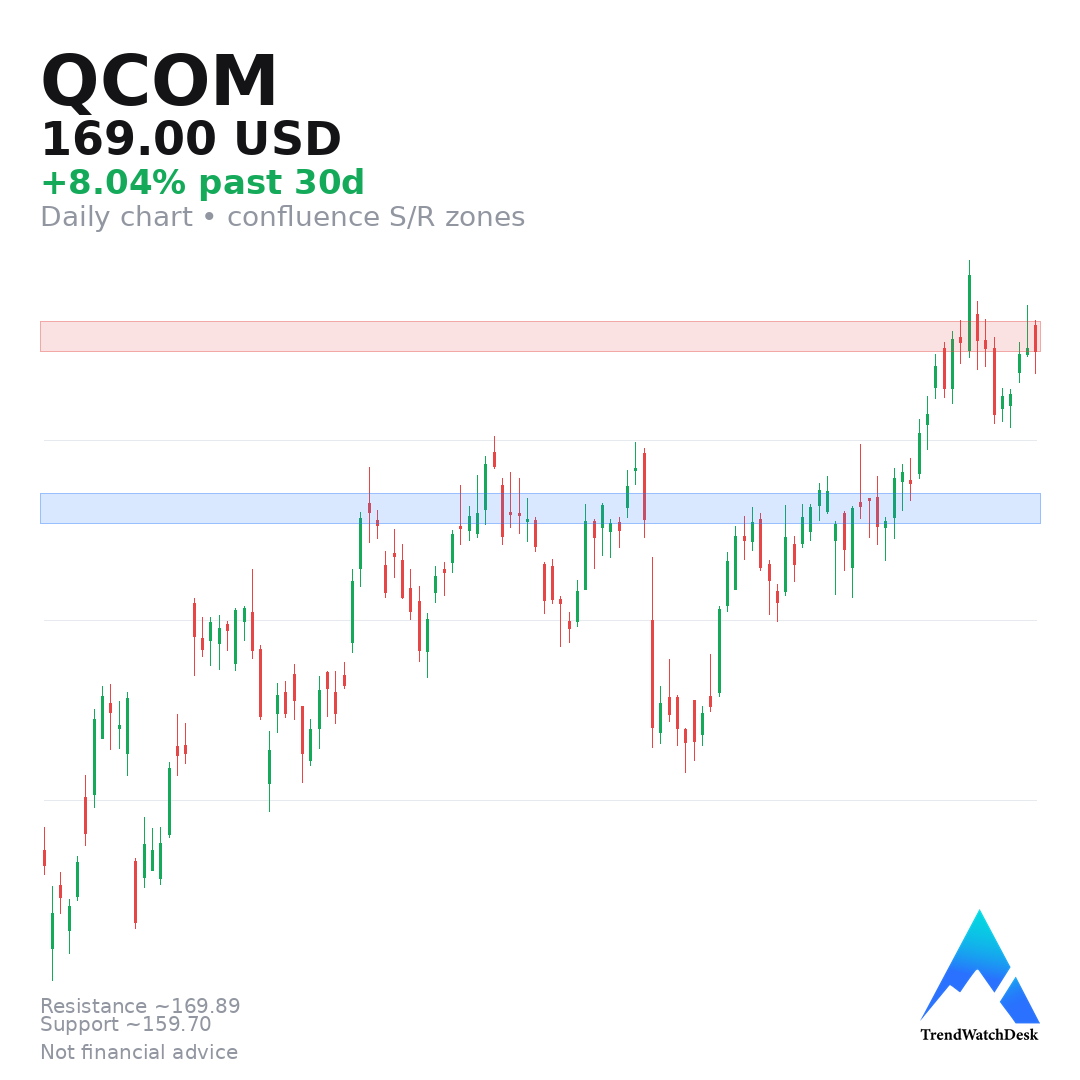 QCOM
169.00 USD
+8.04% past 30d
Daily chart • confluence S/R zones
Resistance ~169.89
Support ~159.70
Not financial advice
TrendWatchDesk